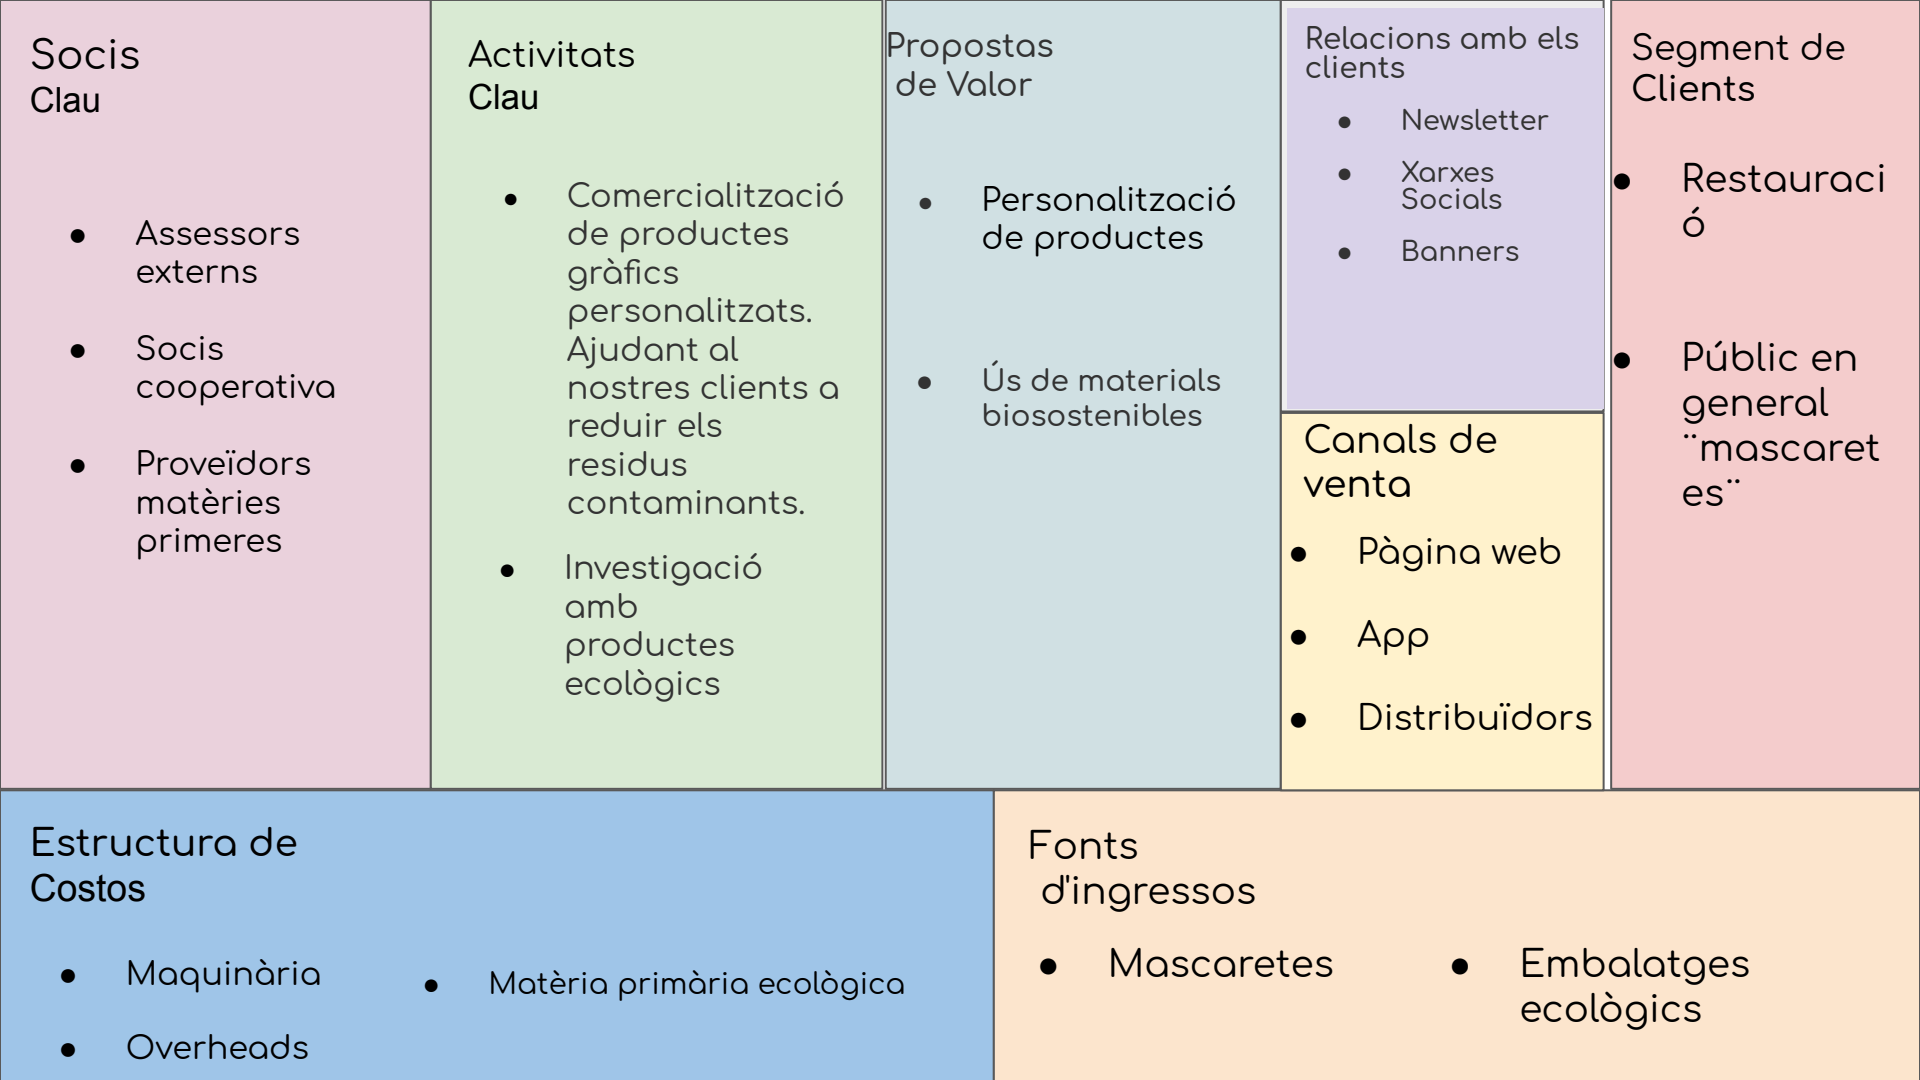 Socis
Clau
● Assessors
externs
● Socis
cooperativa
● Proveïdors
matèries
primeres
Activitats
Clau
● Comercialització
de productes
gràfics
personalitzats.
Ajudant al
nostres clients a
reduir els
residus
contaminants.
● Investigació
amb
productes
ecològics
Propostas
de Valor
● Personalització
de productes
● Ús de materials
biosostenibles
Relacions amb els
clients
● Newsletter
● Xarxes
Socials
● Banners
Canals de
venta
● Pàgina web
● App
● Distribuïdors
Segment de
Clients
● Restauraci
ó
● Públic en
general
¨mascaret
es¨
Estructura de
Costos
● Maquinària
● Overheads
● Matèria primària ecològica
Fonts
d'ingressos
● Mascaretes
● Embalatges
ecològics